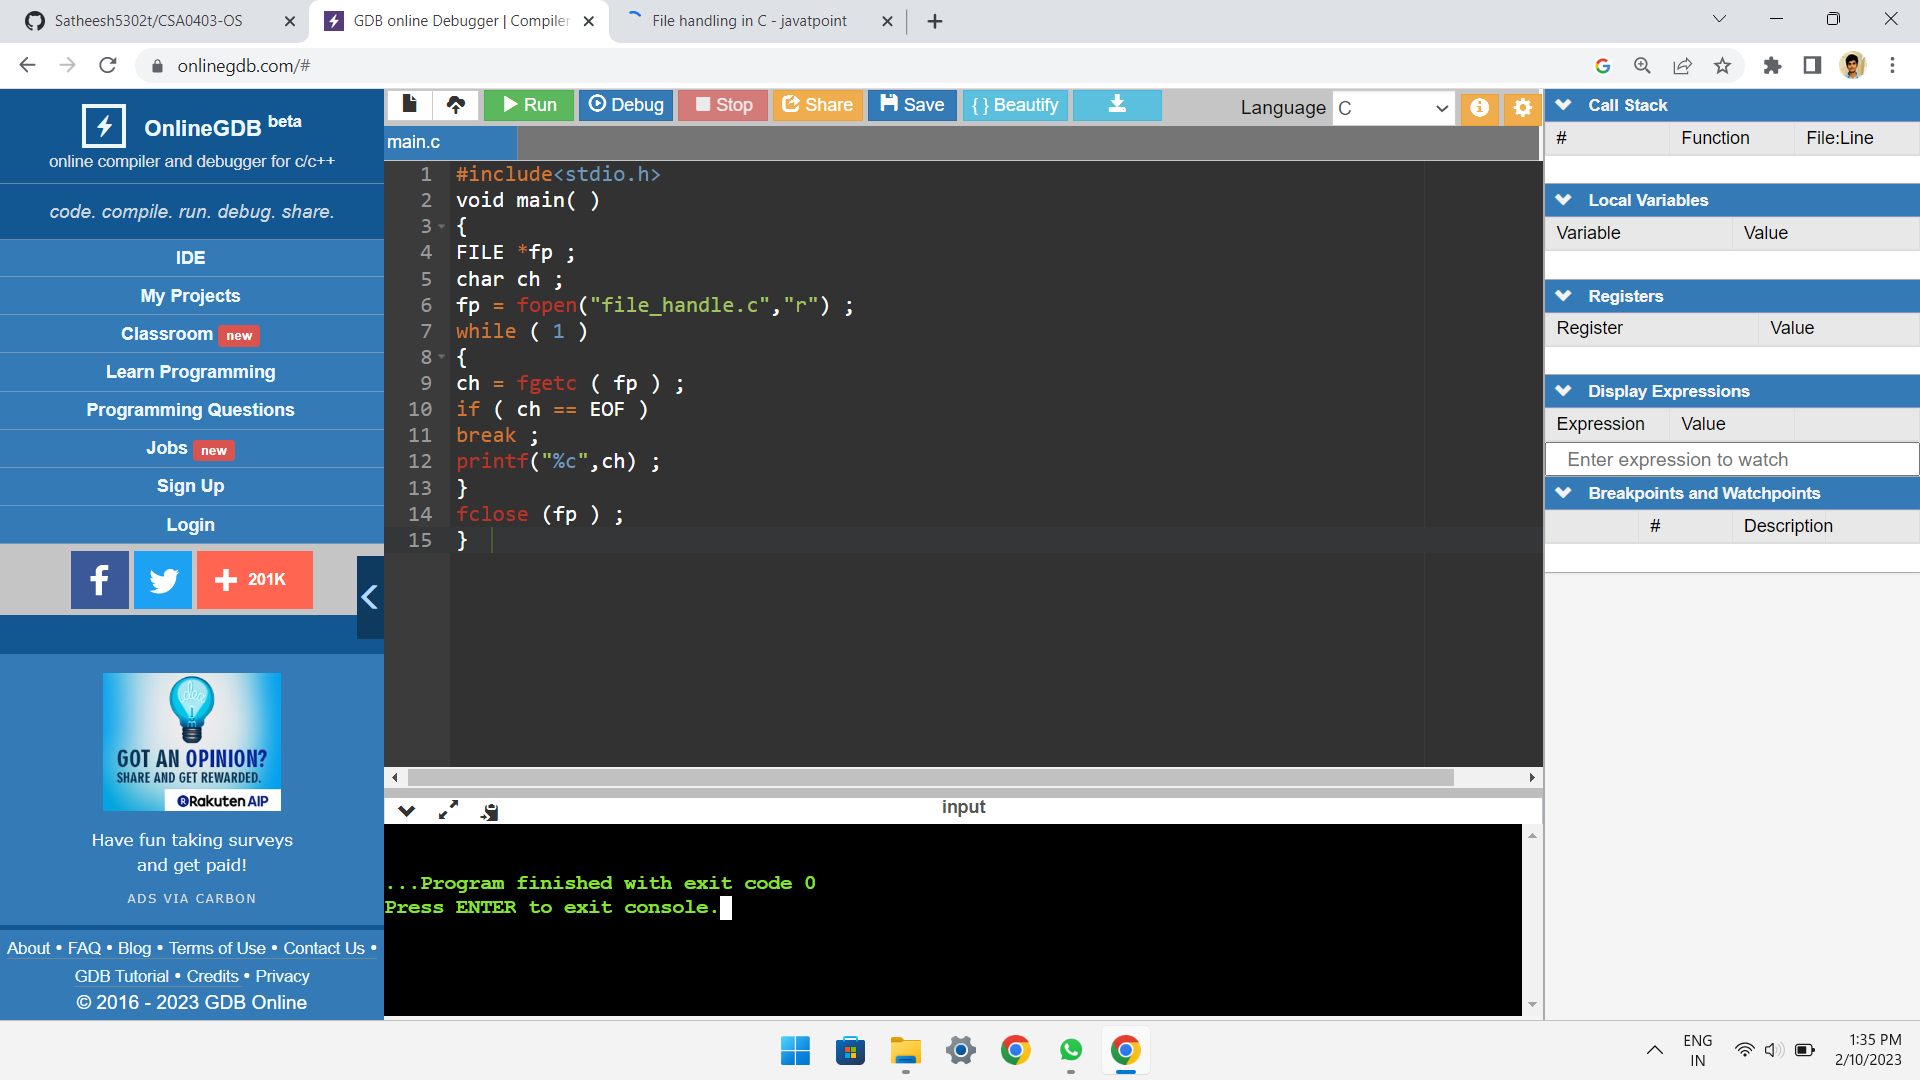 Satheesh5302t/CSA0403-OS
GDB online Debugger | Compiler
File handling in C - javatpoint
onlinegdb.com/#
OnlineGDB beta
online compiler and debugger for c/c++
code. compile. run. debug. share.
IDE
My Projects
Classroom new
Learn Programming
Programming Questions
Jobs new
Sign Up
Login
f
201K
idea
GOT AN OPINION?
SHARE AND GET REWARDED.
Rakuten AIP
Have fun taking surveys
and get paid!
ADS VIA CARBON
About • FAQ • Blog • Terms of Use • Contact Us •
GDB Tutorial • Credits • Privacy
© 2016 - 2023 GDB Online
Run Debug Stop Share Save { } Beautify
Language C
main.c
1 #include<stdio.h>
2 void main( )
3 {
4 FILE *fp ;
5 char ch ;
6 fp = fopen("file_handle.c","r") ;
7 while ( 1 )
8 {
9 ch = fgetc ( fp ) ;
10 if ( ch == EOF )
11 break ;
12 printf("%c",ch) ;
13 }
14 fclose (fp ) ;
15 }
input
...Program finished with exit code 0
Press ENTER to exit console.
Call Stack
# Function File:Line
Local Variables
Variable Value
Registers
Register Value
Display Expressions
Expression Value
Enter expression to watch
Breakpoints and Watchpoints
# Description
ENG
IN
1:35 PM
2/10/2023